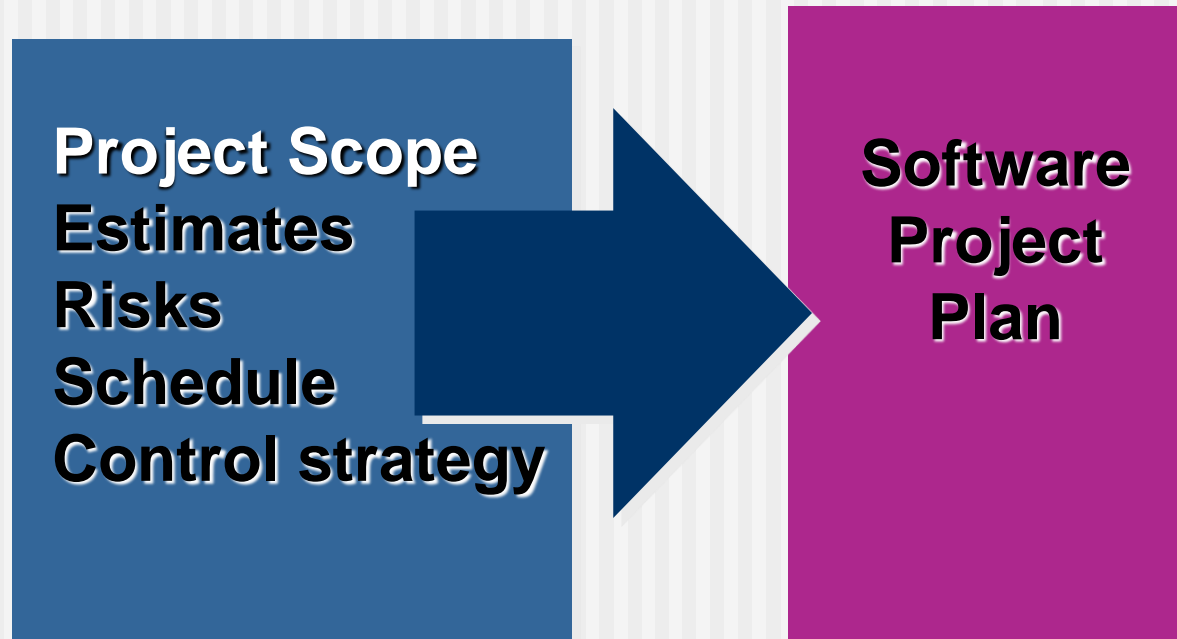 Project Scope
Estimates
Risks
Schedule
Control strategy
Software
Project
Plan